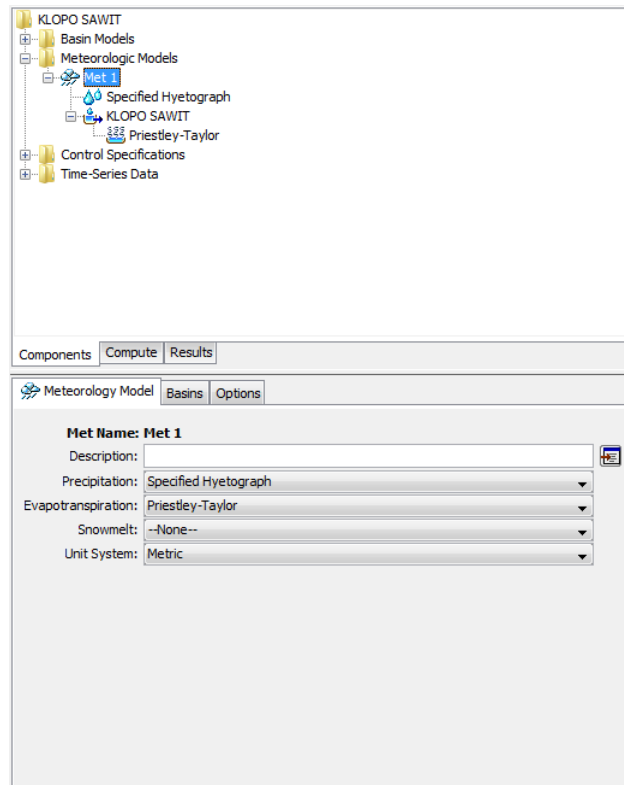 KLOPO SAWIT
Basin Models
Meteorologic Models
Met 1
Specified Hyetograph
KLOPO SAWIT
Priestley-Taylor
Control Specifications
Time-Series Data
Components Compute Results
Meteorology Model Basins Options
Met Name: Met 1
Description:
Precipitation: Specified Hyetograph
Evapotranspiration: Priestley-Taylor
Snowmelt: --None--
Unit System: Metric